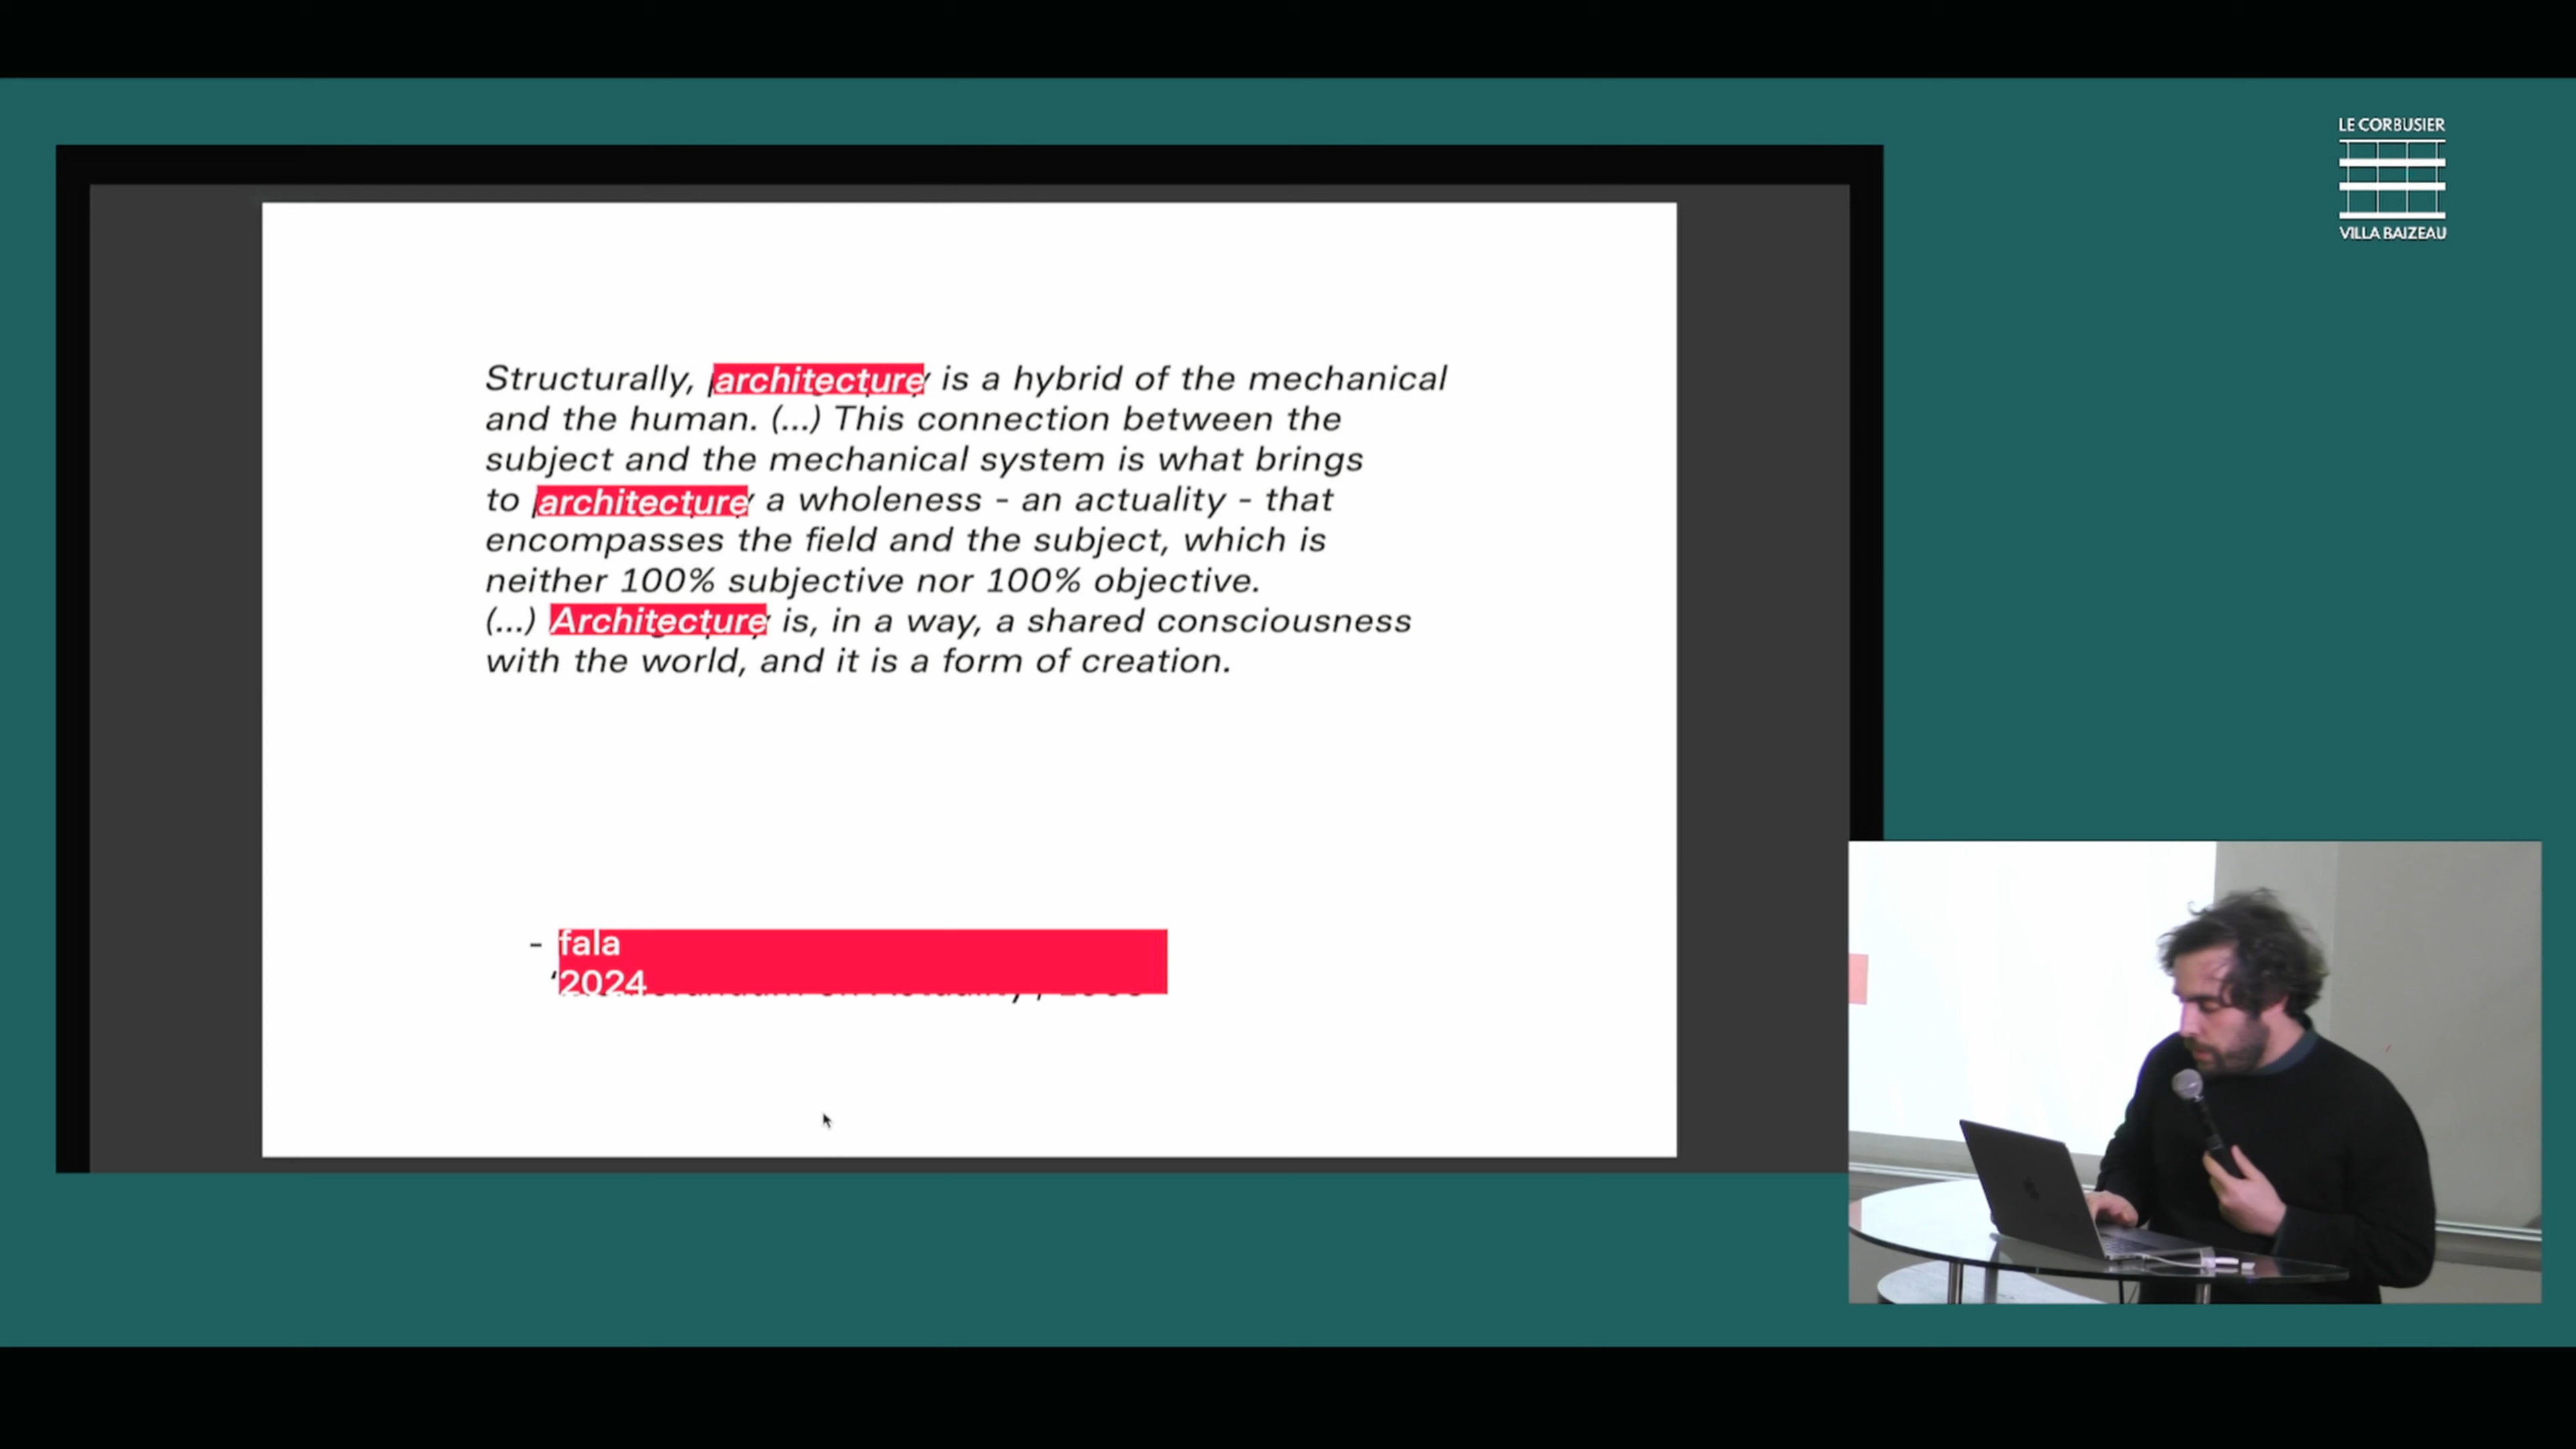 LE CORBUSIER
VILLA BAIZEAU
Structurally, architecture is a hybrid of the mechanical
and the human. (...) This connection between the
subject and the mechanical system is what brings
to architecture a wholeness - an actuality - that
encompasses the field and the subject, which is
neither 100% subjective nor 100% objective.
(...) Architecture is, in a way, a shared consciousness
with the world, and it is a form of creation.
- fala
‘2024